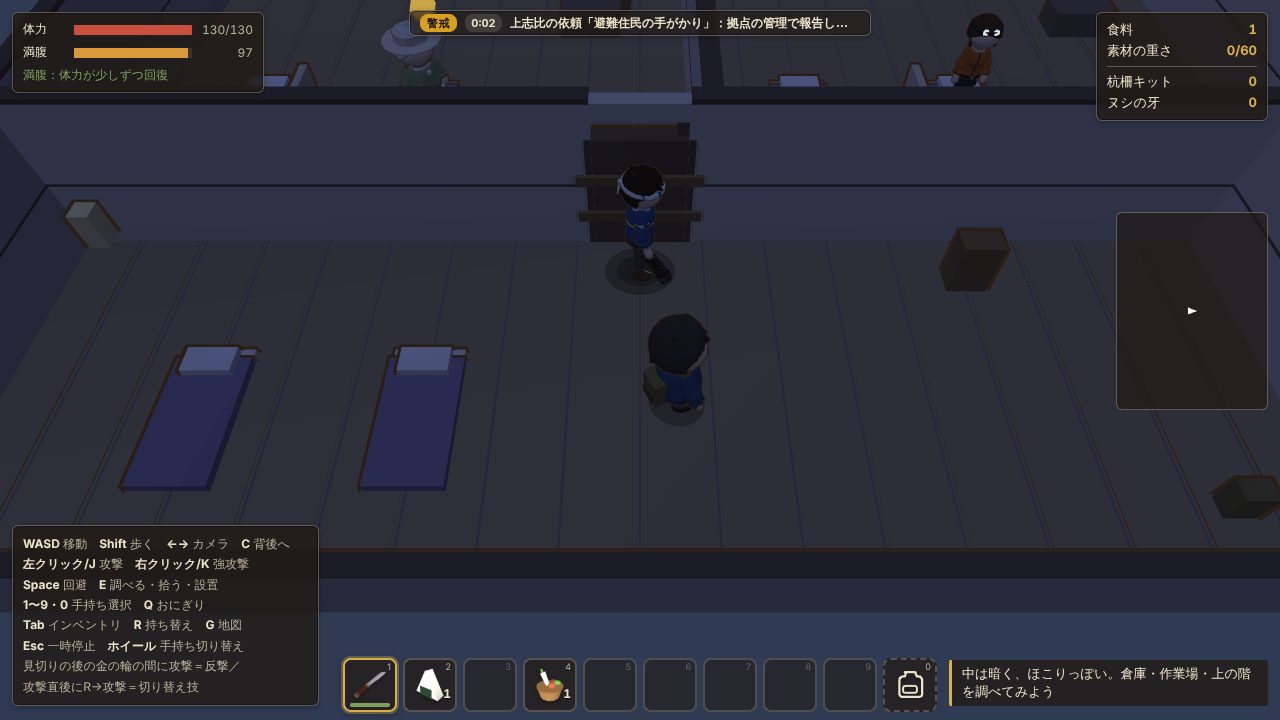 体力 130/130
満腹 97
満腹：体力が少しずつ回復
警戒 0:02 上志比の依頼「避難住民の手がかり」：拠点の管理で報告し…
食料 1
素材の重さ 0/60
杭柵キット 0
ヌシの牙 0
WASD 移動 Shift 歩く ←→ カメラ C 背後へ
左クリック/J 攻撃 右クリック/K 強攻撃
Space 回避 E 調べる・拾う・設置
1〜9・0 手持ち選択 Q おにぎり
Tab インベントリ R 持ち替え G 地図
Esc 一時停止 ホイール 手持ち切り替え
見切りの後の金の輪の間に攻撃＝反撃／
攻撃直後にR→攻撃＝切り替え技
1 2 3 4 5 6 7 8 9 0
1 1
中は暗く、ほこりっぽい。倉庫・作業場・上の階
を調べてみよう